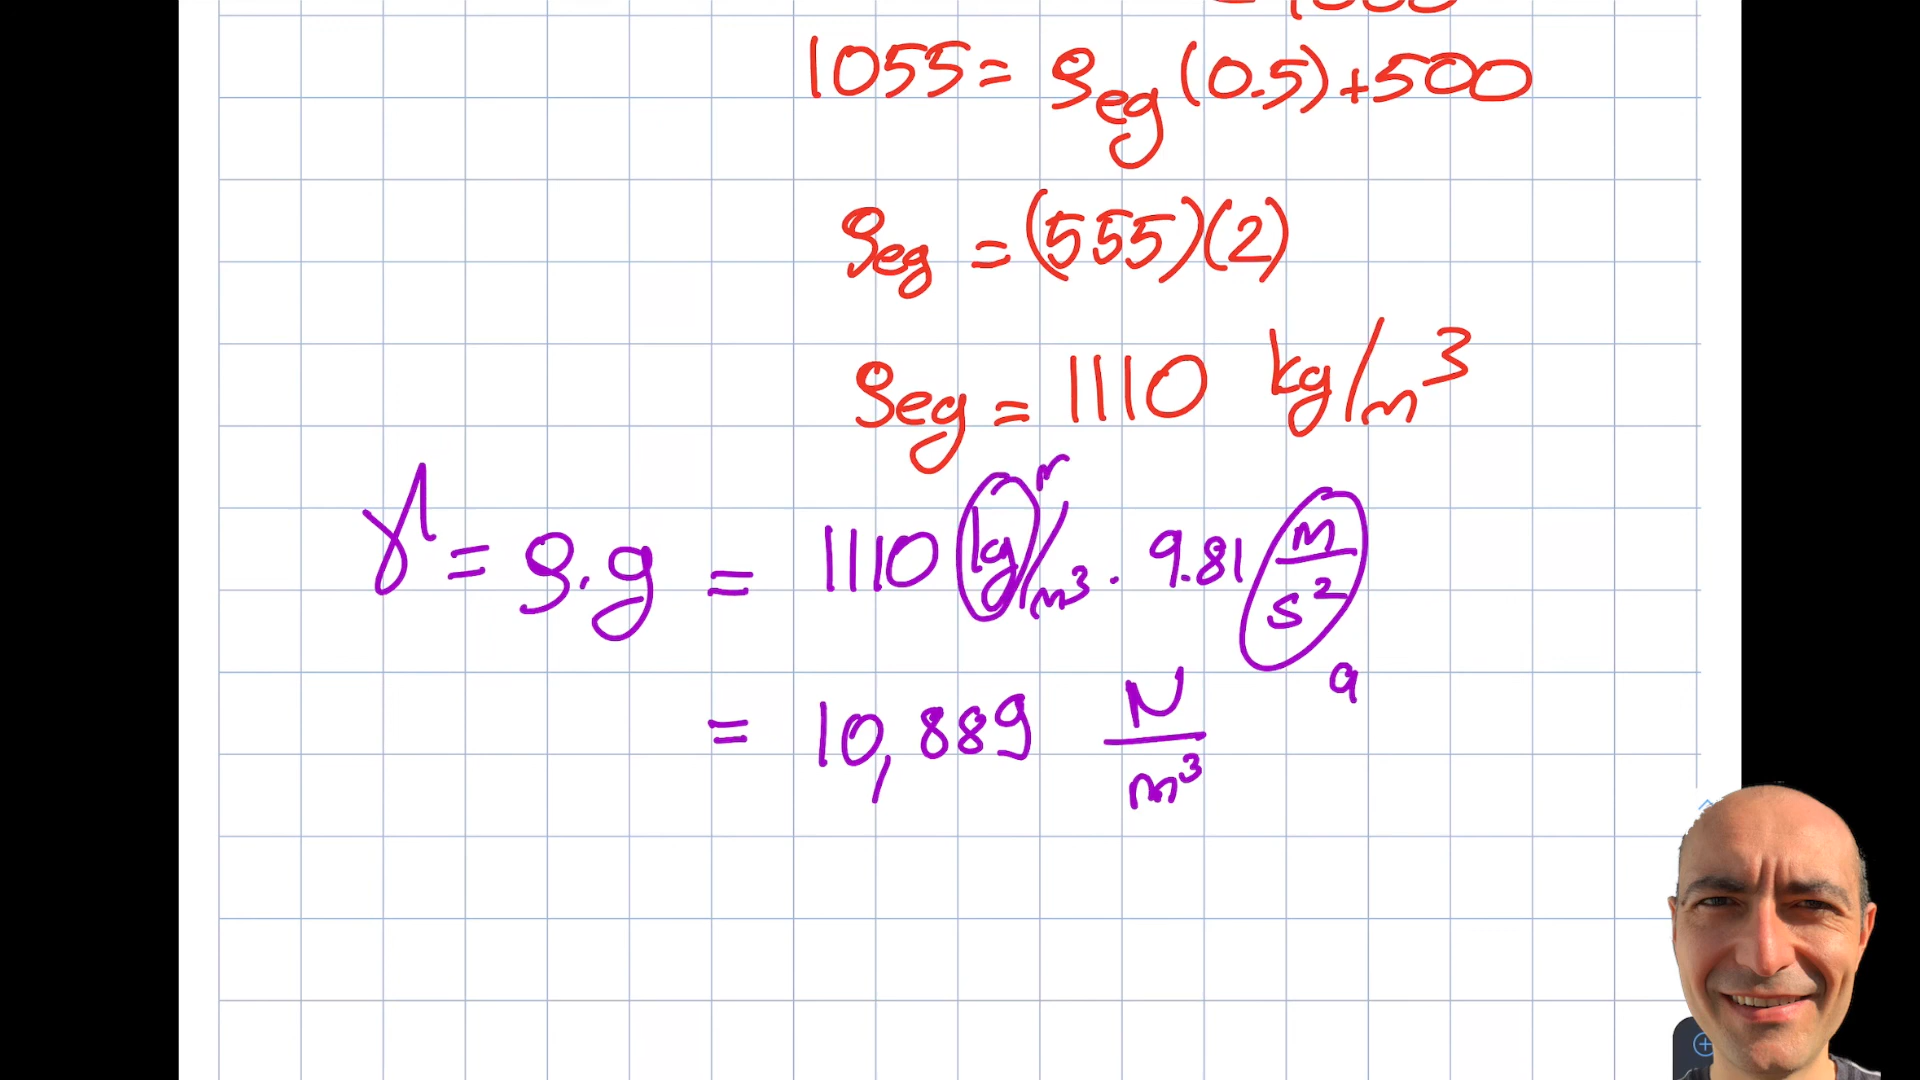 1055 = ρeg (0.5) + 500
ρeg = (555)(2)
ρeg = 1110 kg/m³
γ = ρ.g = 1110 kg/m³ . 9.81 m/s²
a
= 10,889 N/m³